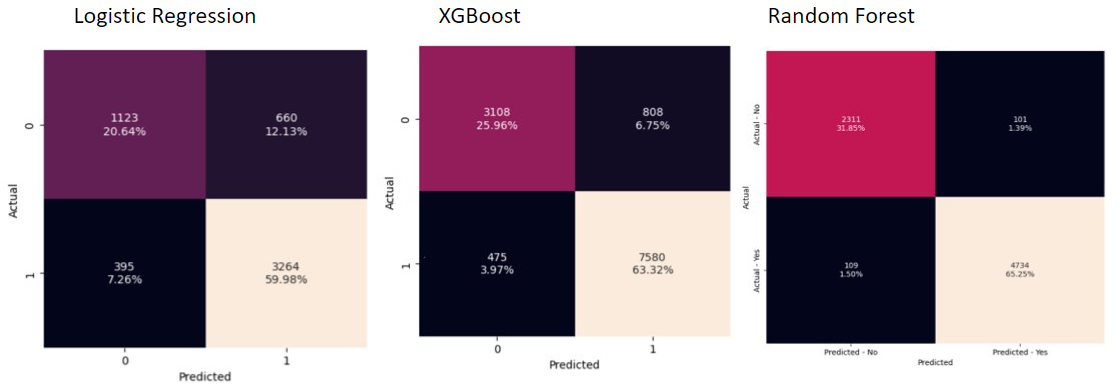 Logistic Regression
XGBoost
Random Forest
1123
20.64%
660
12.13%
395
7.26%
3264
59.98%
0
1
Actual
0
1
Predicted
3108
25.96%
808
6.75%
475
3.97%
7580
63.32%
0
1
Actual
0
1
Predicted
2311
31.85%
101
1.39%
109
1.50%
4734
65.25%
Actual - No
Actual - Yes
Actual
Predicted - No
Predicted - Yes
Predicted